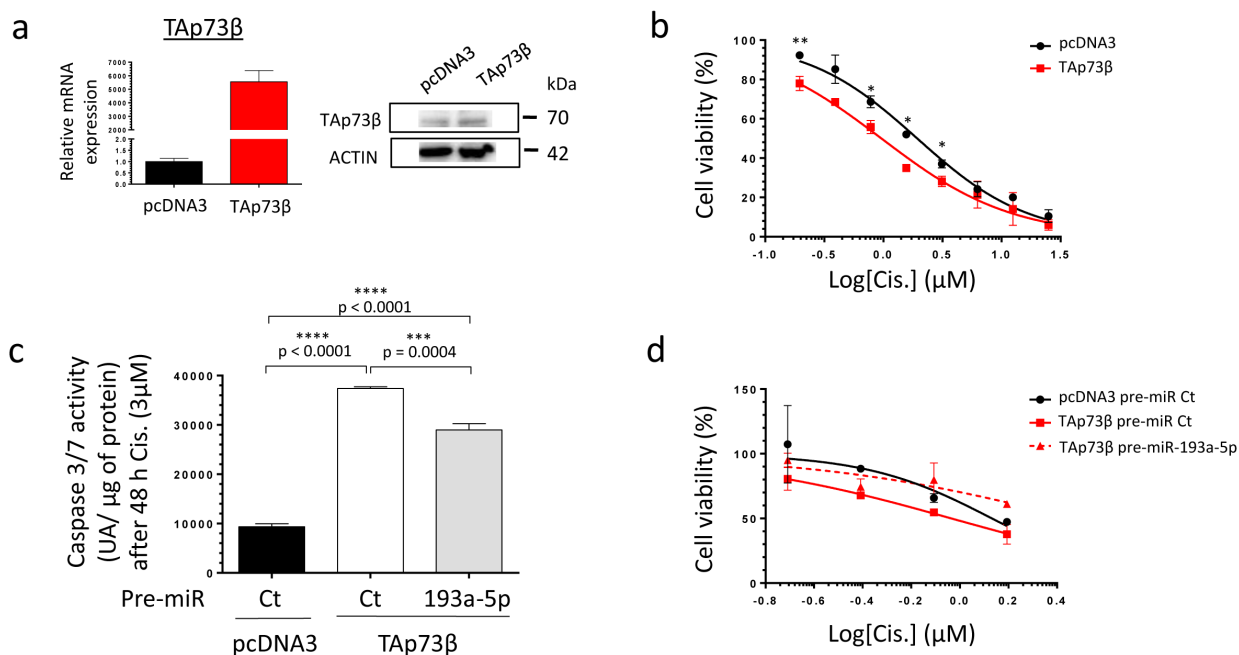 a
TAp73β
Relative mRNA
expression
7000
6000
5000
4000
3000
2000
2.0
1.5
1.0
0.5
0.0
pcDNA3
TAp73β
pcDNA3
TAp73β
kDa
TAp73β
70
ACTIN
42
b
pcDNA3
TAp73β
Cell viability (%)
100
80
60
40
20
0
**
*
*
*
-1.0 -0.5 0.0 0.5 1.0 1.5
Log[Cis.] (µM)
c
****
p < 0.0001
****
p < 0.0001
***
p = 0.0004
Caspase 3/7 activity
(UA/ µg of protein)
after 48 h Cis. (3µM)
40000
30000
20000
10000
0
Pre-miR Ct Ct 193a-5p
pcDNA3 TAp73β
d
pcDNA3 pre-miR Ct
TAp73β pre-miR Ct
TAp73β pre-miR-193a-5p
Cell viability (%)
150
100
50
0
-0.8 -0.6 -0.4 -0.2 0.0 0.2 0.4
Log[Cis.] (µM)